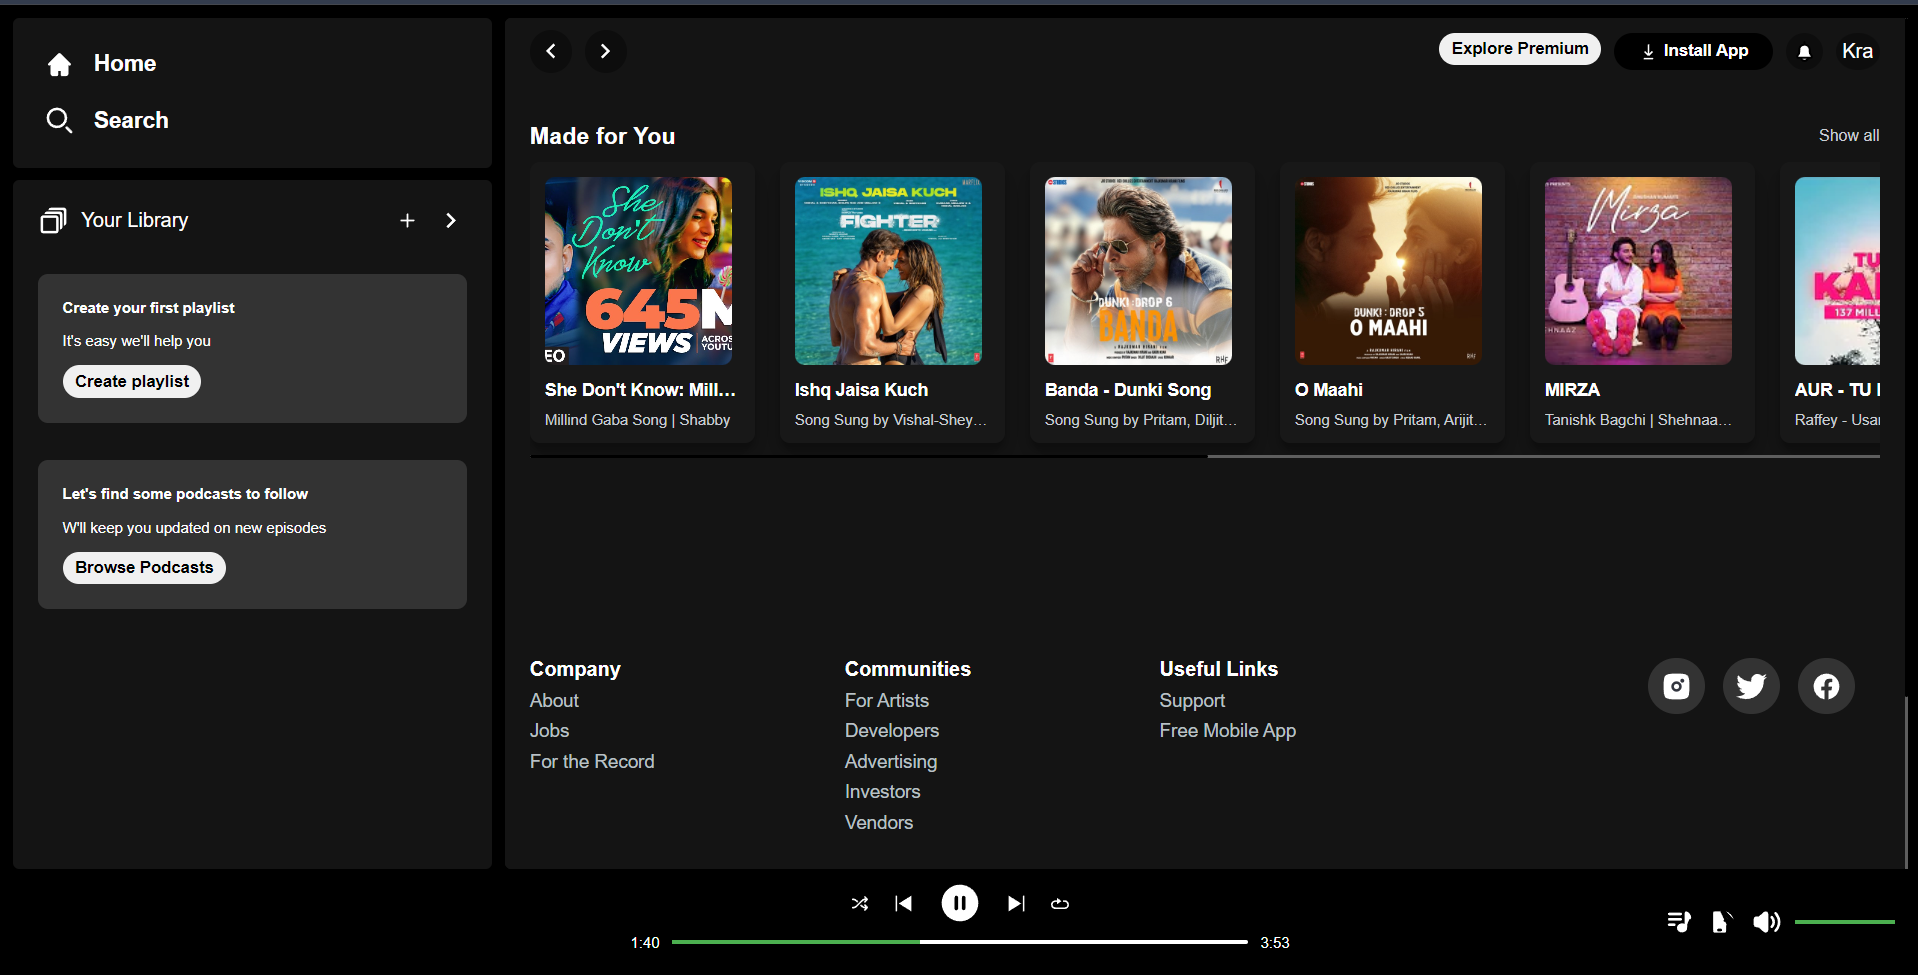 Home
Search
Your Library
Create your first playlist
It's easy we'll help you
Create playlist
Let's find some podcasts to follow
W'll keep you updated on new episodes
Browse Podcasts
Explore Premium
Install App
Kra
Made for You
Show all
She
Don't
Know
645M
VIEWS
ACROS
YOUTU
EO
She Don't Know: Mill...
Millind Gaba Song | Shabby
ISHQ JAISA KUCH
FIGHTER
Ishq Jaisa Kuch
Song Sung by Vishal-Shey...
DUNKI : DROP 6
BANDA
Banda - Dunki Song
Song Sung by Pritam, Diljit...
DUNKI : DROP 5
O MAAHI
O Maahi
Song Sung by Pritam, Arijit...
Mirza
EHNAAZ
MIRZA
Tanishk Bagchi | Shehnaa...
TU
KA
137 MILL
AUR - TU
Raffey - Usa
Company
About
Jobs
For the Record
Communities
For Artists
Developers
Advertising
Investors
Vendors
Useful Links
Support
Free Mobile App
1:40
3:53